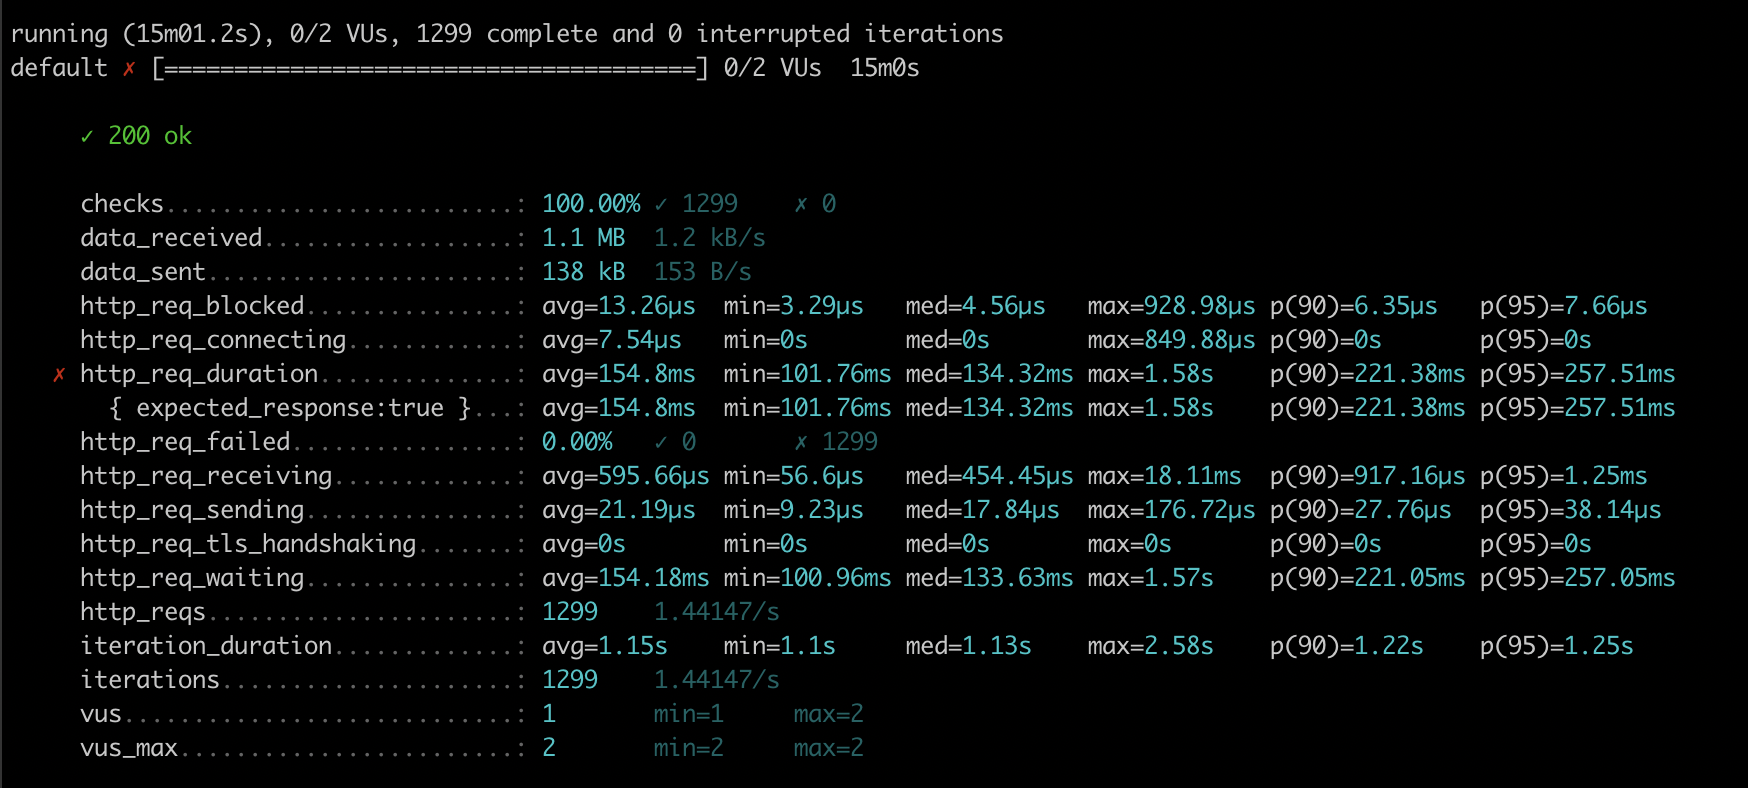 running (15m01.2s), 0/2 VUs, 1299 complete and 0 interrupted iterations
default ✗ [======================================] 0/2 VUs  15m0s
✓ 200 ok
checks.........................: 100.00% ✓ 1299    ✗ 0
data_received..................: 1.1 MB  1.2 kB/s
data_sent......................: 138 kB  153 B/s
http_req_blocked...............: avg=13.26µs  min=3.29µs   med=4.56µs   max=928.98µs p(90)=6.35µs   p(95)=7.66µs
http_req_connecting............: avg=7.54µs   min=0s       med=0s       max=849.88µs p(90)=0s       p(95)=0s
✗ http_req_duration..............: avg=154.8ms  min=101.76ms med=134.32ms max=1.58s    p(90)=221.38ms p(95)=257.51ms
{ expected_response:true }...: avg=154.8ms  min=101.76ms med=134.32ms max=1.58s    p(90)=221.38ms p(95)=257.51ms
http_req_failed................: 0.00%   ✓ 0       ✗ 1299
http_req_receiving.............: avg=595.66µs min=56.6µs   med=454.45µs max=18.11ms  p(90)=917.16µs p(95)=1.25ms
http_req_sending...............: avg=21.19µs  min=9.23µs   med=17.84µs  max=176.72µs p(90)=27.76µs  p(95)=38.14µs
http_req_tls_handshaking.......: avg=0s       min=0s       med=0s       max=0s       p(90)=0s       p(95)=0s
http_req_waiting...............: avg=154.18ms min=100.96ms med=133.63ms max=1.57s    p(90)=221.05ms p(95)=257.05ms
http_reqs......................: 1299    1.44147/s
iteration_duration.............: avg=1.15s    min=1.1s     med=1.13s    max=2.58s    p(90)=1.22s    p(95)=1.25s
iterations.....................: 1299    1.44147/s
vus............................: 1       min=1     max=2
vus_max........................: 2       min=2     max=2